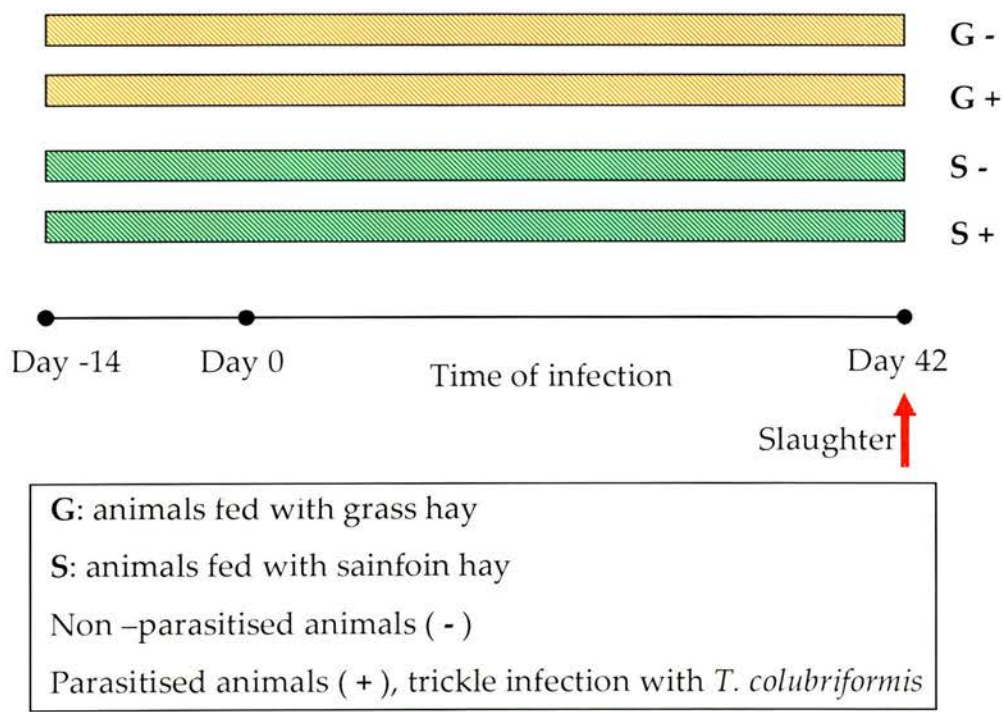 G -
G +
S -
S +
Day -14 Day 0 Time of infection Day 42
Slaughter
G: animals fed with grass hay
S: animals fed with sainfoin hay
Non –parasitised animals ( - )
Parasitised animals ( + ), trickle infection with T. colubriformis